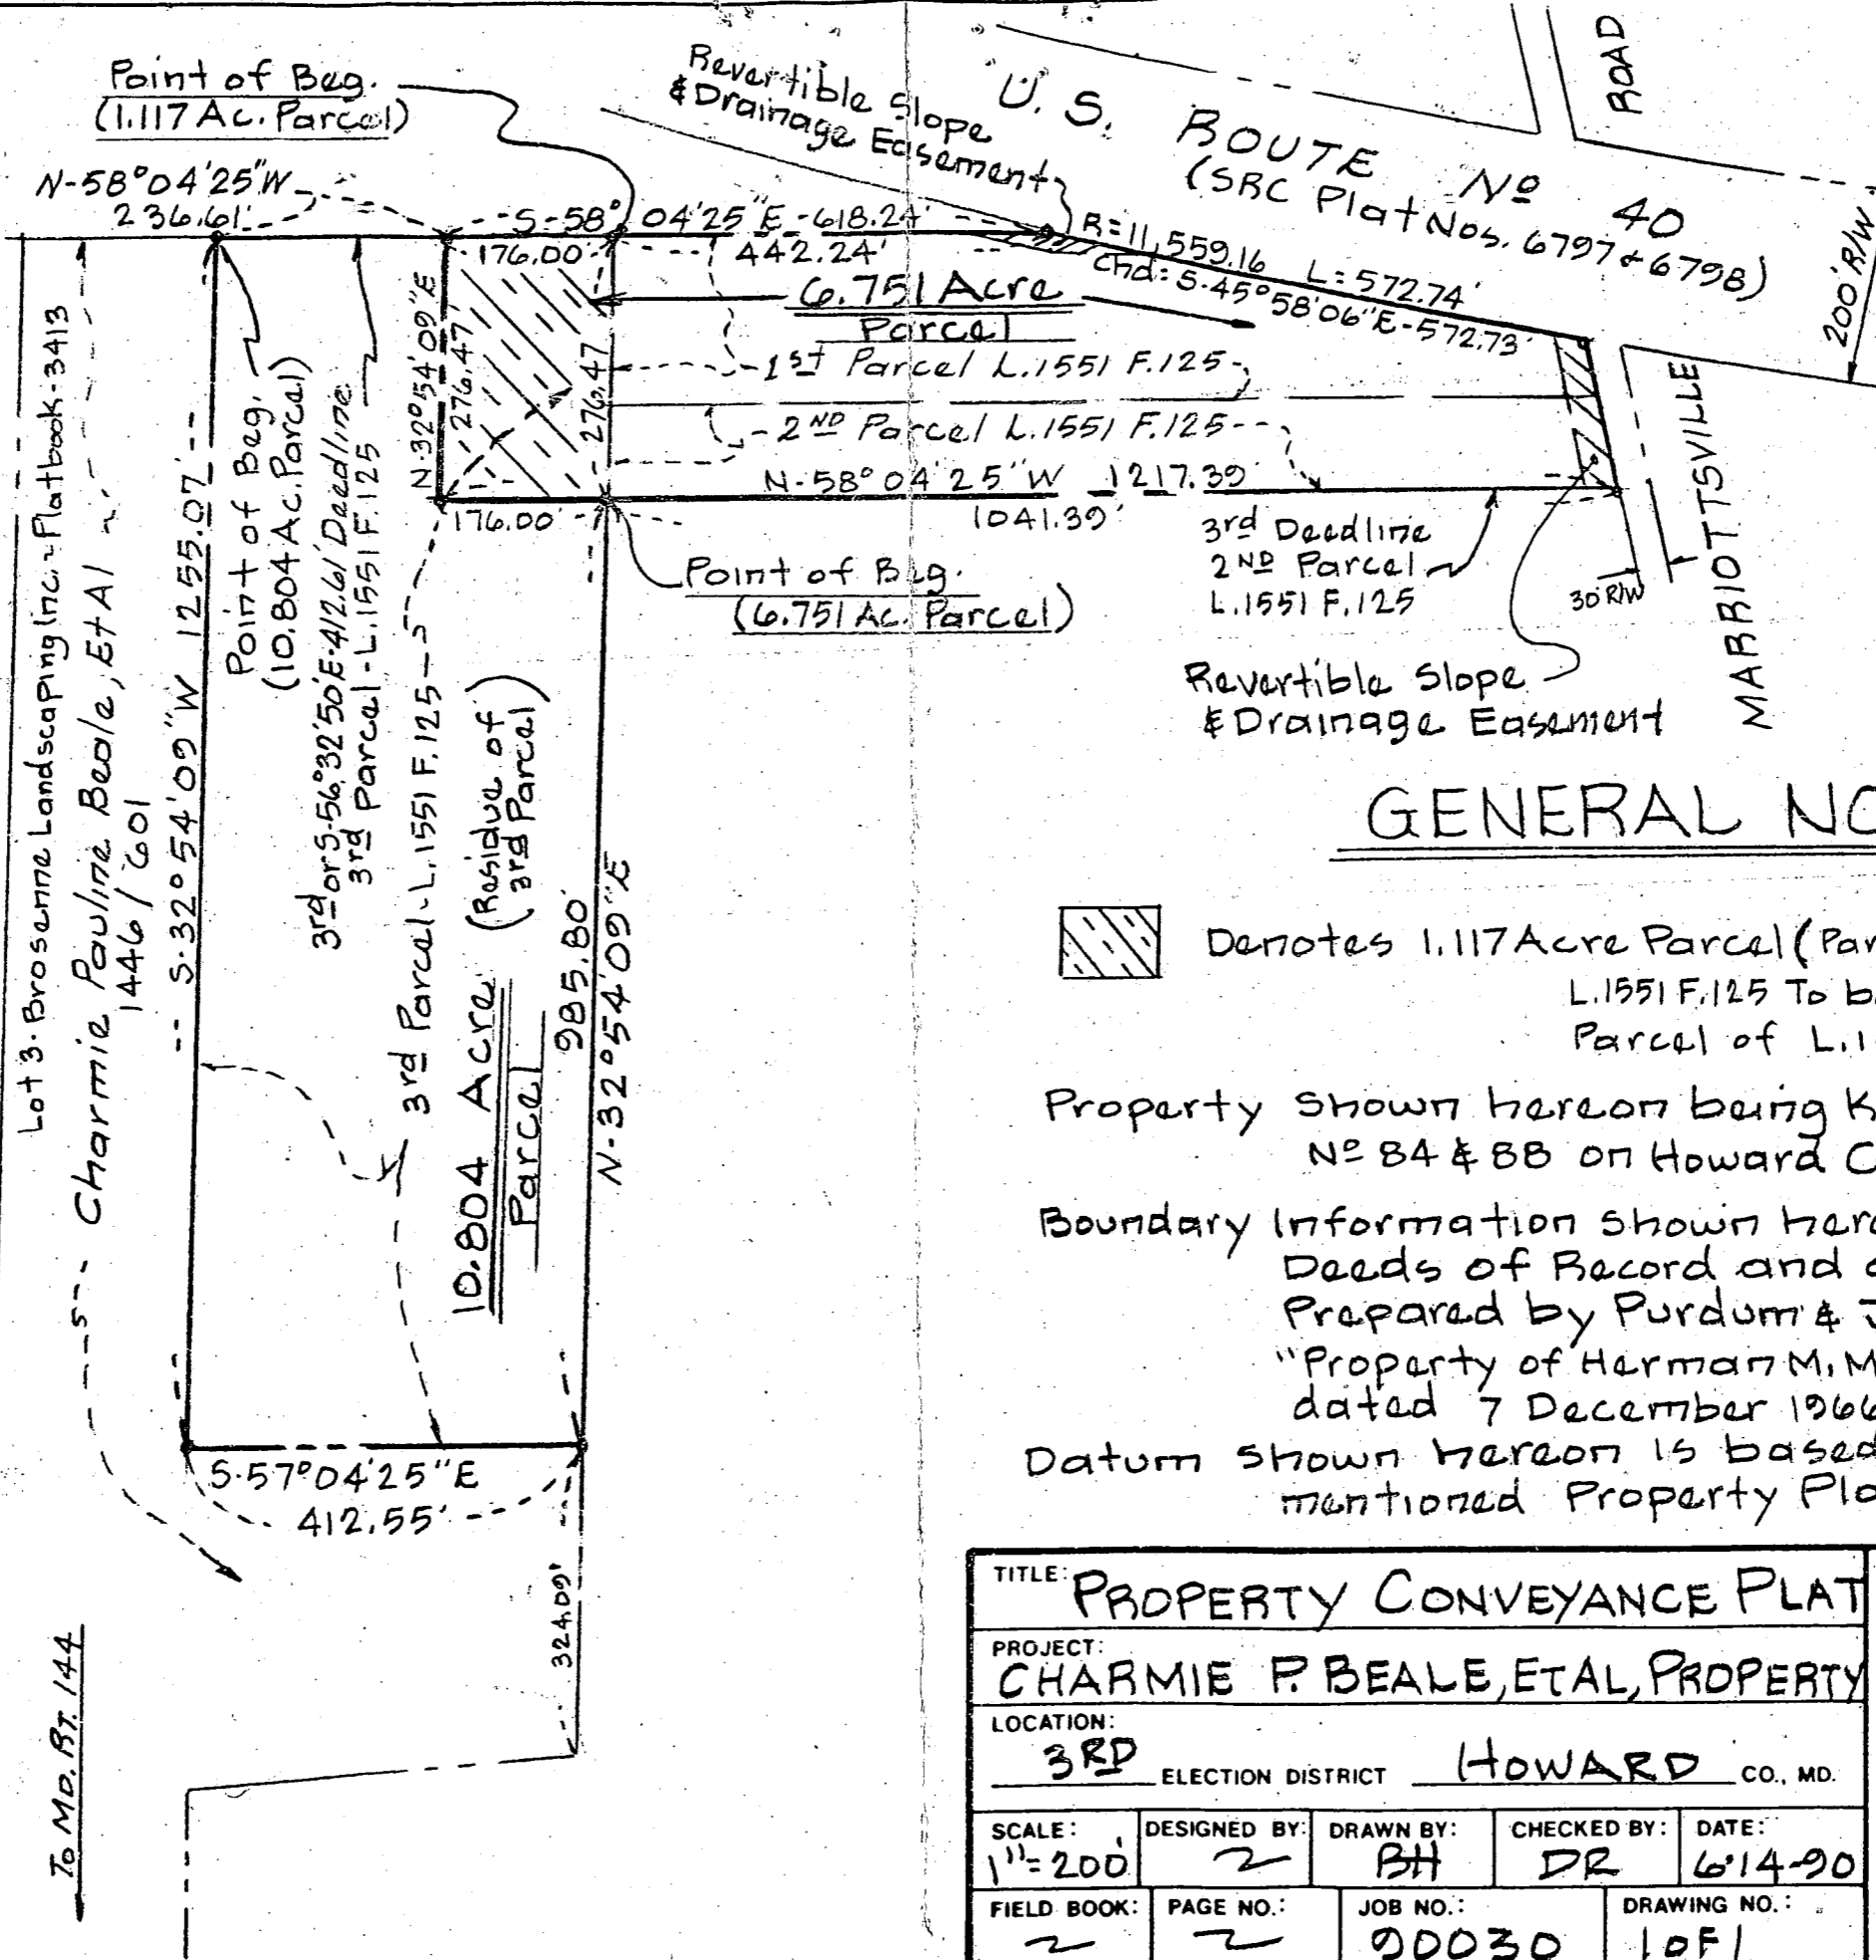 Point of Beg.
(1.117 Ac. Parcel)
Revertible Slope
& Drainage Easement
U. S. ROUTE Nº 40
(SRC Plat Nos. 6797 & 6798)
ROAD
200' R/W
N-58°04'25"W
236.61'
S-58°04'25"E - 618.24'
176.00'
442.24'
R=11,559.16 L=572.74'
Chd: S.45°58'06"E-572.73'
6.751 Acre
Parcel
1st Parcel L.1551 F.125
2ND Parcel L.1551 F.125
N-58°04'25"W 1217.39'
1041.39'
176.00'
N-32°54'09"E
276.47'
276.47
Point of Beg.
(6.751 Ac. Parcel)
3rd Deedline
2ND Parcel
L.1551 F.125
30' R/W
MARRIOTTSVILLE
Revertible Slope
& Drainage Easement
Lot 3. Brosenne Landscaping Inc. - Platbook-3413
Charmie Pauline Beale, Et Al
1446 / 601
S-32°54'09"W 1255.07'
Point of Beg.
(10.804 Ac. Parcel)
3rd or S-56°32'50"E-412.61' Deedline
3rd Parcel - L.1551 F.125
3rd Parcel - L.1551 F.125
10.804 Acre
Parcel
(Residue of
3rd Parcel)
985.80'
N-32°54'09"E
S-57°04'25"E
412.55'
324.09'
To MD. RT. 144
GENERAL NO
Denotes 1.117 Acre Parcel (Par
L.1551 F.125 To b
Parcel of L.1
Property shown hereon being K
Nº 84 & 88 on Howard C
Boundary Information shown here
Deeds of Record and
Prepared by Purdum & J
"Property of Herman M. M
dated 7 December 1966
Datum shown hereon is based
mentioned Property Pla
TITLE: PROPERTY CONVEYANCE PLAT
PROJECT:
CHARMIE P. BEALE, ET AL, PROPERTY
LOCATION:
3RD ELECTION DISTRICT HOWARD CO., MD.
SCALE: DESIGNED BY: DRAWN BY: CHECKED BY: DATE:
1"=200' BH DR 6-14-90
FIELD BOOK: PAGE NO.: JOB NO.: DRAWING NO.:
90030 1 OF 1